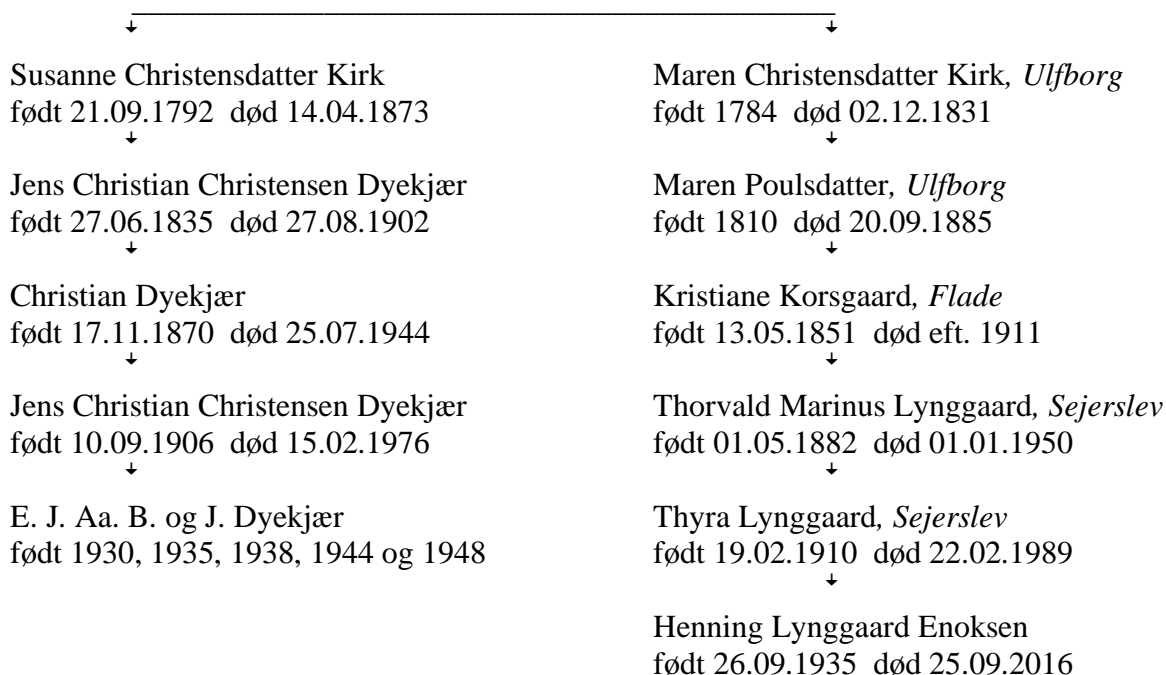 Susanne Christensdatter Kirk
født 21.09.1792  død 14.04.1873
Jens Christian Christensen Dyekjær
født 27.06.1835  død 27.08.1902
Christian Dyekjær
født 17.11.1870  død 25.07.1944
Jens Christian Christensen Dyekjær
født 10.09.1906  død 15.02.1976
E. J. Aa. B. og J. Dyekjær
født 1930, 1935, 1938, 1944 og 1948
Maren Christensdatter Kirk, Ulfborg
født 1784  død 02.12.1831
Maren Poulsdatter, Ulfborg
født 1810  død 20.09.1885
Kristiane Korsgaard, Flade
født 13.05.1851  død eft. 1911
Thorvald Marinus Lynggaard, Sejerslev
født 01.05.1882  død 01.01.1950
Thyra Lynggaard, Sejerslev
født 19.02.1910  død 22.02.1989
Henning Lynggaard Enoksen
født 26.09.1935  død 25.09.2016